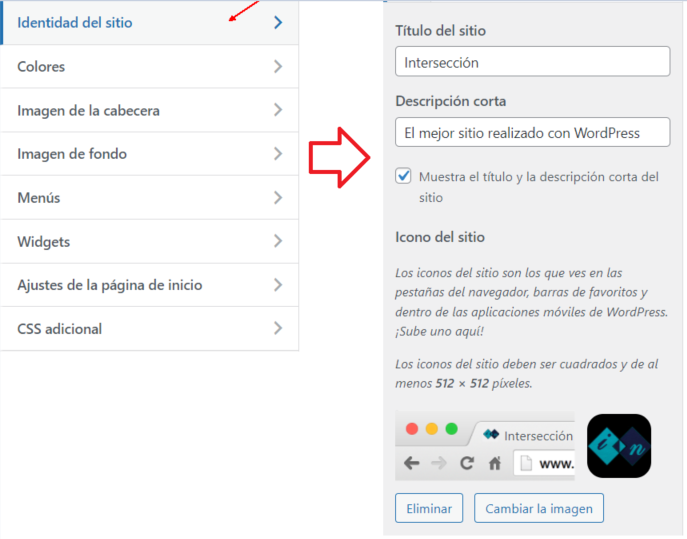 Identidad del sitio
Colores
Imagen de la cabecera
Imagen de fondo
Menús
Widgets
Ajustes de la página de inicio
CSS adicional
Título del sitio
Intersección
Descripción corta
El mejor sitio realizado con WordPress
Muestra el título y la descripción corta del
sitio
Icono del sitio
Los iconos del sitio son los que ves en las
pestañas del navegador, barras de favoritos y
dentro de las aplicaciones móviles de WordPress.
¡Sube uno aquí!
Los iconos del sitio deben ser cuadrados y de al
menos 512 × 512 píxeles.
Intersección
www.
i n
Eliminar
Cambiar la imagen